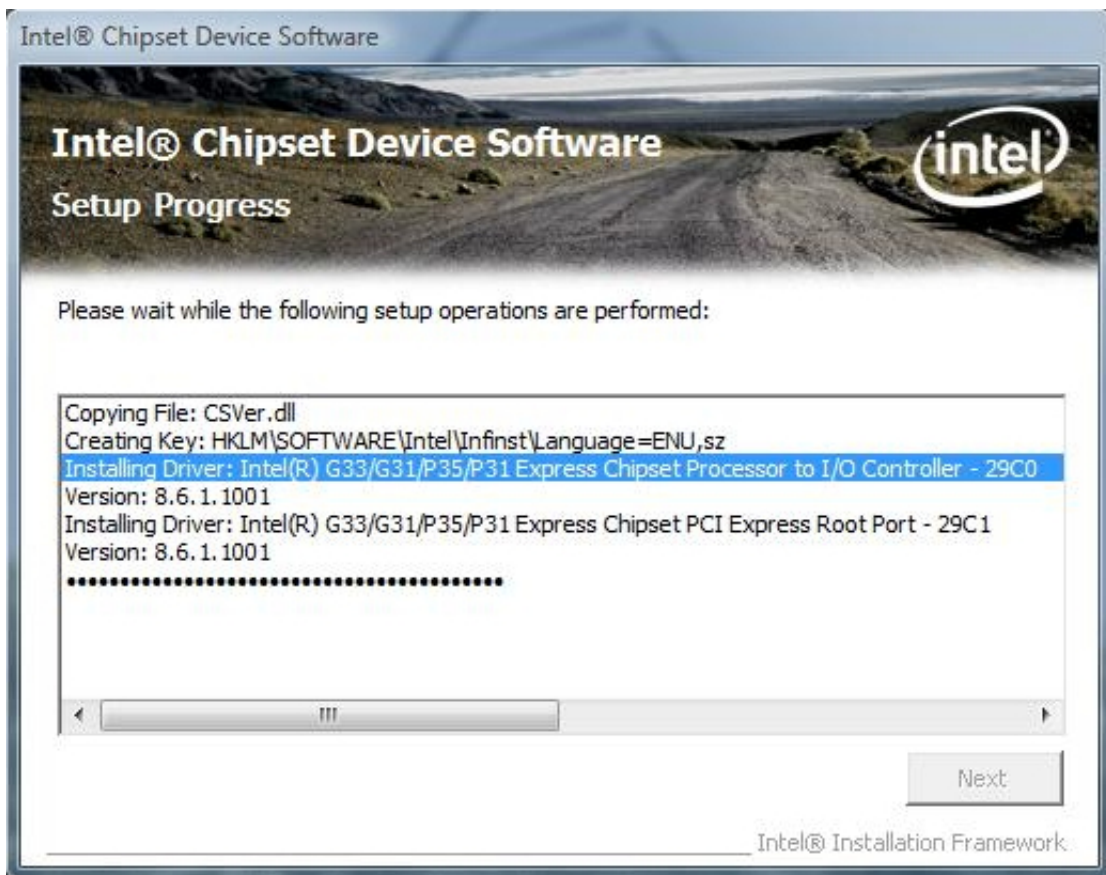 Intel® Chipset Device Software
Intel® Chipset Device Software
intel
Setup Progress
Please wait while the following setup operations are performed:
Copying File: CSVer.dll
Creating Key: HKLM\SOFTWARE\Intel\Infinst\Language=ENU,sz
Installing Driver: Intel(R) G33/G31/P35/P31 Express Chipset Processor to I/O Controller - 29C0
Version: 8.6.1.1001
Installing Driver: Intel(R) G33/G31/P35/P31 Express Chipset PCI Express Root Port - 29C1
Version: 8.6.1.1001
Next
Intel® Installation Framework